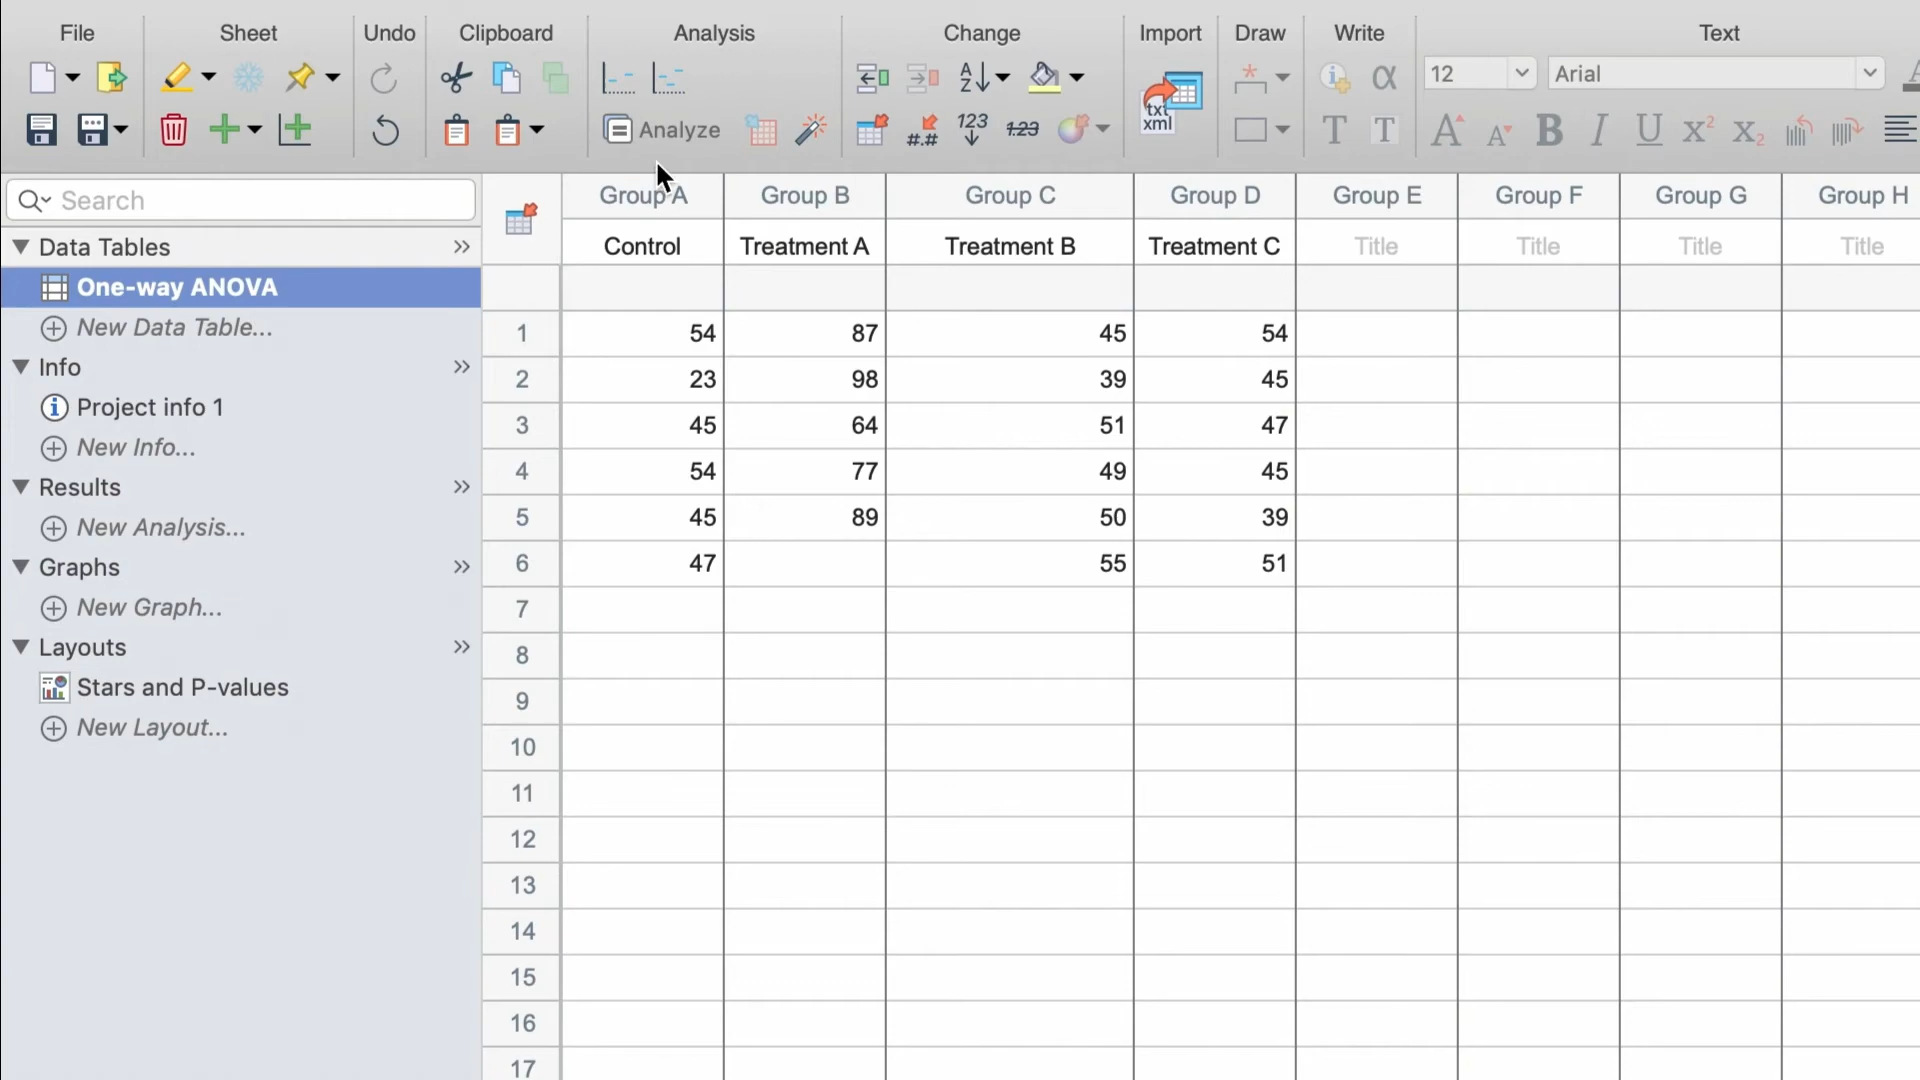 File Sheet Undo Clipboard Analysis Change Import Draw Write Text
A Z 12 Arial
txt xml
Analyze #.# 123 123 T T A A B I U X² X₂
α
Search
Data Tables
One-way ANOVA
New Data Table...
Info
Project info 1
New Info...
Results
New Analysis...
Graphs
New Graph...
Layouts
Stars and P-values
New Layout...
Group A Group B Group C Group D Group E Group F Group G Group H
Control Treatment A Treatment B Treatment C Title Title Title Title
1 54 87 45 54
2 23 98 39 45
3 45 64 51 47
4 54 77 49 45
5 45 89 50 39
6 47 55 51
7
8
9
10
11
12
13
14
15
16
17